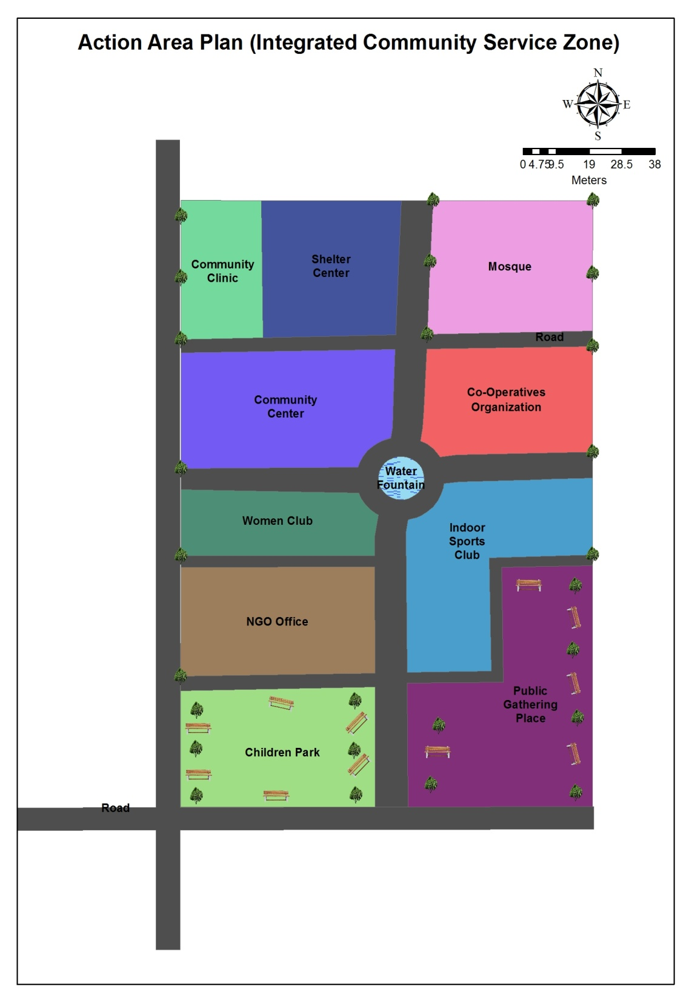 Action Area Plan (Integrated Community Service Zone)
N
W
E
S
0 4.75 9.5 19 28.5 38
Meters
Community
Clinic
Shelter
Center
Mosque
Road
Community
Center
Co-Operatives
Organization
Water
Fountain
Women Club
Indoor
Sports
Club
NGO Office
Public
Gathering
Place
Children Park
Road